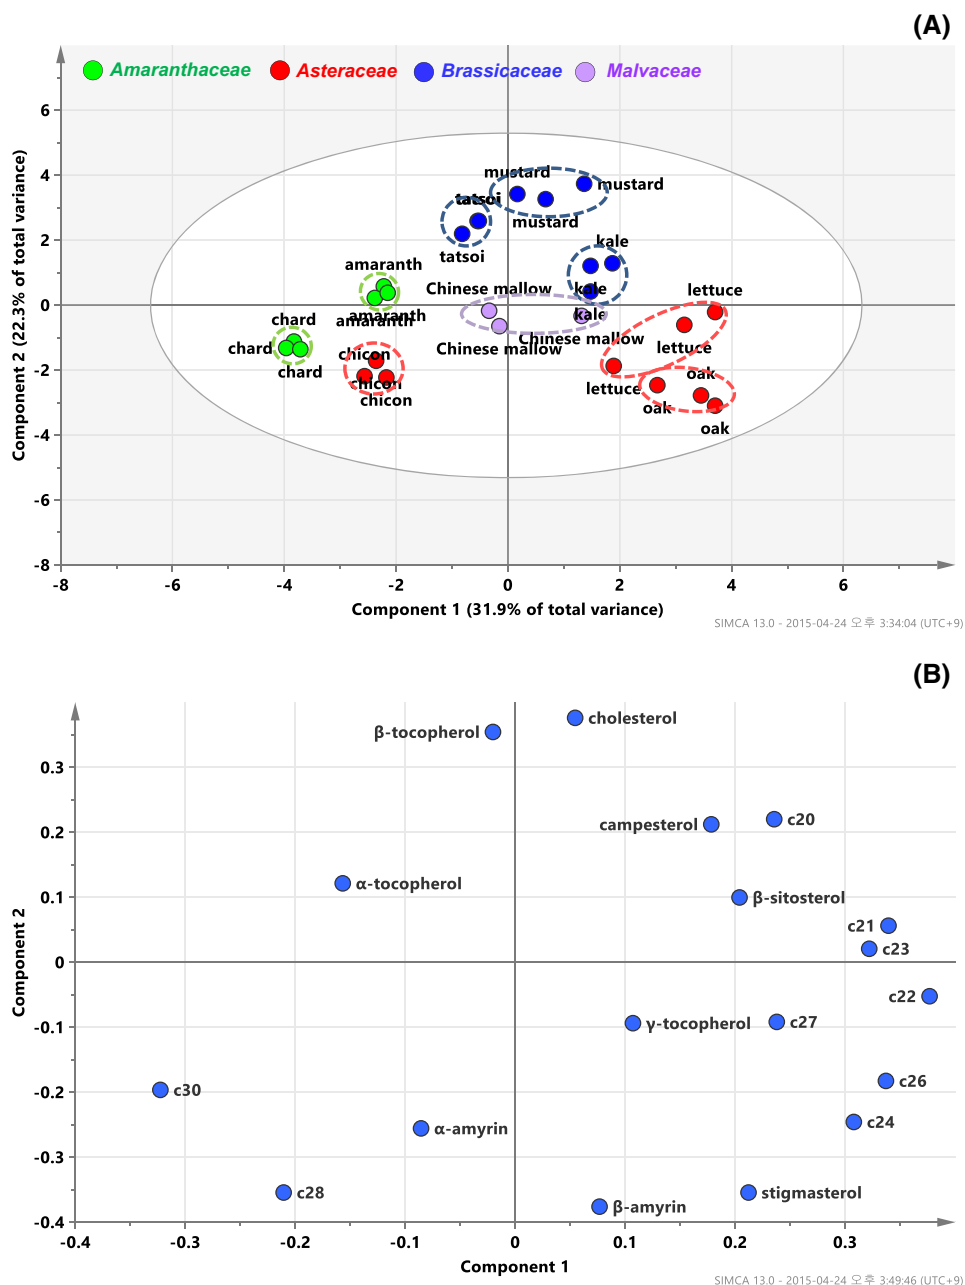 (A)
Amaranthaceae Asteraceae Brassicaceae Malvaceae
Component 2 (22.3% of total variance)
6
4
2
0
-2
-4
-6
-8
mustard
mustard
mustard
tatsoi
tatsoi
tatsoi
kale
kale
kale
amaranth
amaranth
amaranth
Chinese mallow
Chinese mallow
Chinese mallow
chard
chard
chard
chicon
chicon
chicon
lettuce
lettuce
lettuce
oak
oak
oak
-8 -6 -4 -2 0 2 4 6
Component 1 (31.9% of total variance)
SIMCA 13.0 - 2015-04-24 오후 3:34:04 (UTC+9)
(B)
Component 2
0.3
0.2
0.1
0
-0.1
-0.2
-0.3
-0.4
cholesterol
β-tocopherol
c20
campesterol
α-tocopherol
β-sitosterol
c21
c23
c22
γ-tocopherol
c27
c26
c30
c24
α-amyrin
c28
stigmasterol
β-amyrin
-0.4 -0.3 -0.2 -0.1 0 0.1 0.2 0.3
Component 1
SIMCA 13.0 - 2015-04-24 오후 3:49:46 (UTC+9)